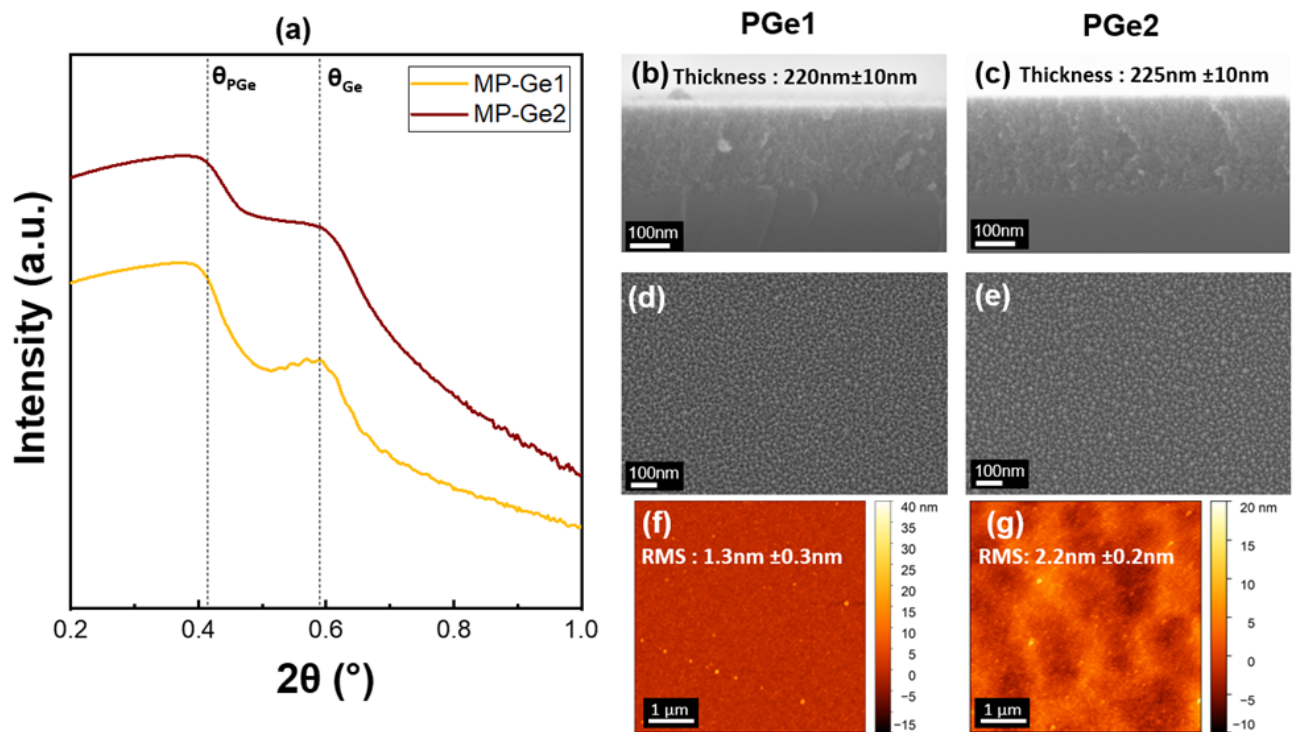 (a)
PGe1
PGe2
θPGe
θGe
MP-Ge1
MP-Ge2
Intensity (a.u.)
0.2
0.4
0.6
0.8
1.0
2θ (°)
(b) Thickness : 220nm±10nm
100nm
(c) Thickness : 225nm ±10nm
100nm
(d)
100nm
(e)
100nm
(f)
RMS : 1.3nm ±0.3nm
1 μm
40 nm
35
30
25
20
15
10
5
0
−5
−15
(g)
RMS: 2.2nm ±0.2nm
1 μm
20 nm
15
10
5
0
−5
−10